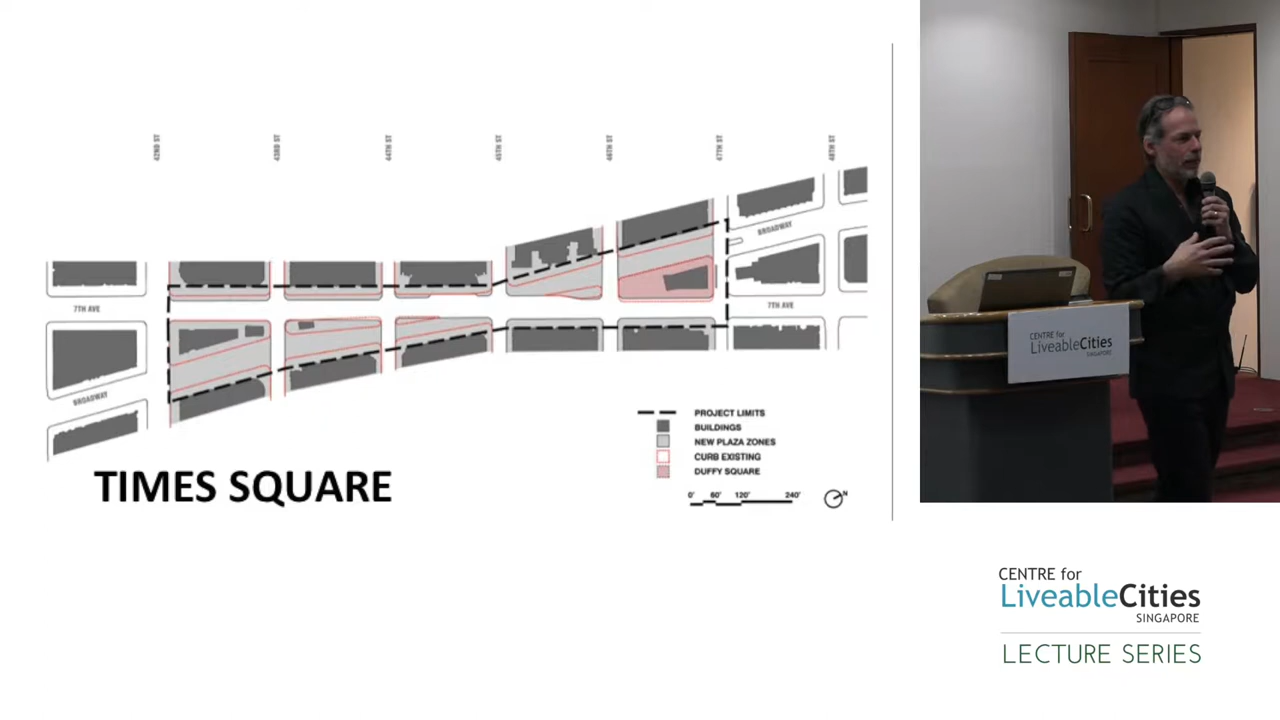 42ND ST
43RD ST
44TH ST
45TH ST
46TH ST
47TH ST
48TH ST
BROADWAY
7TH AVE
7TH AVE
BROADWAY
PROJECT LIMITS
BUILDINGS
NEW PLAZA ZONES
CURB EXISTING
DUFFY SQUARE
0' 60' 120' 240'
N
TIMES SQUARE
CENTRE for
LiveableCities
SINGAPORE
CENTRE for
LiveableCities
SINGAPORE
LECTURE SERIES